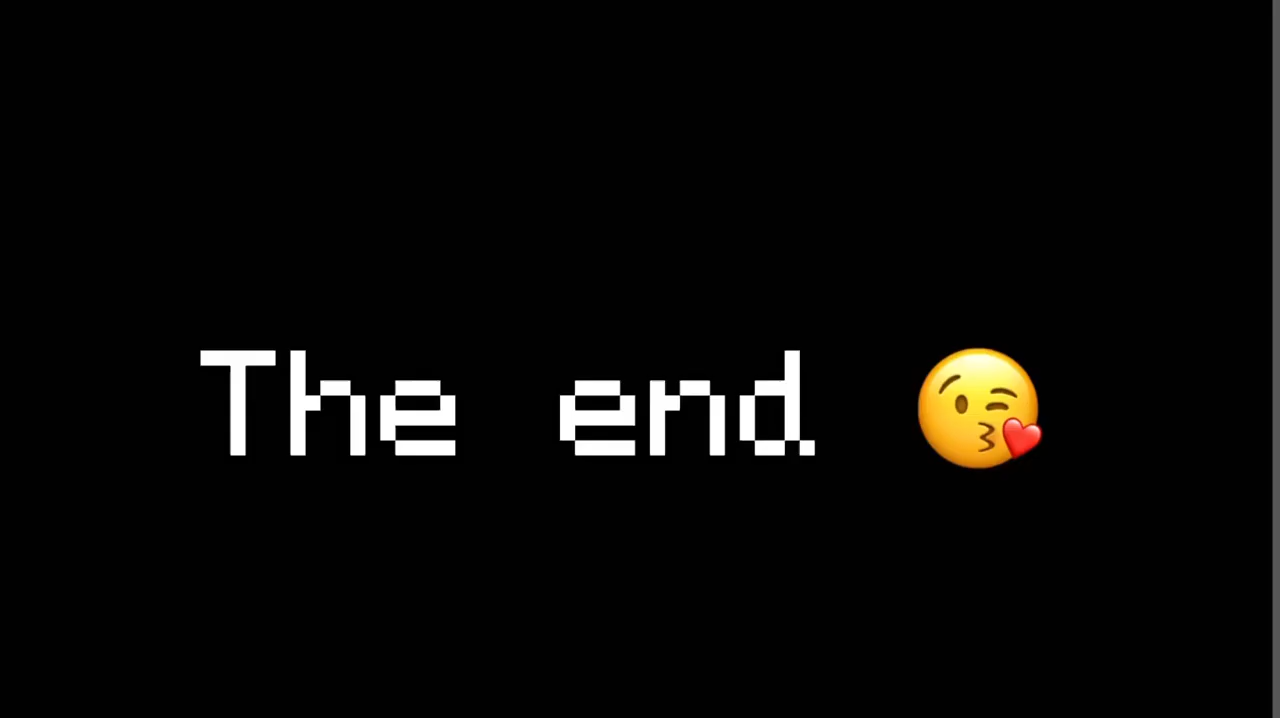 The end 😘